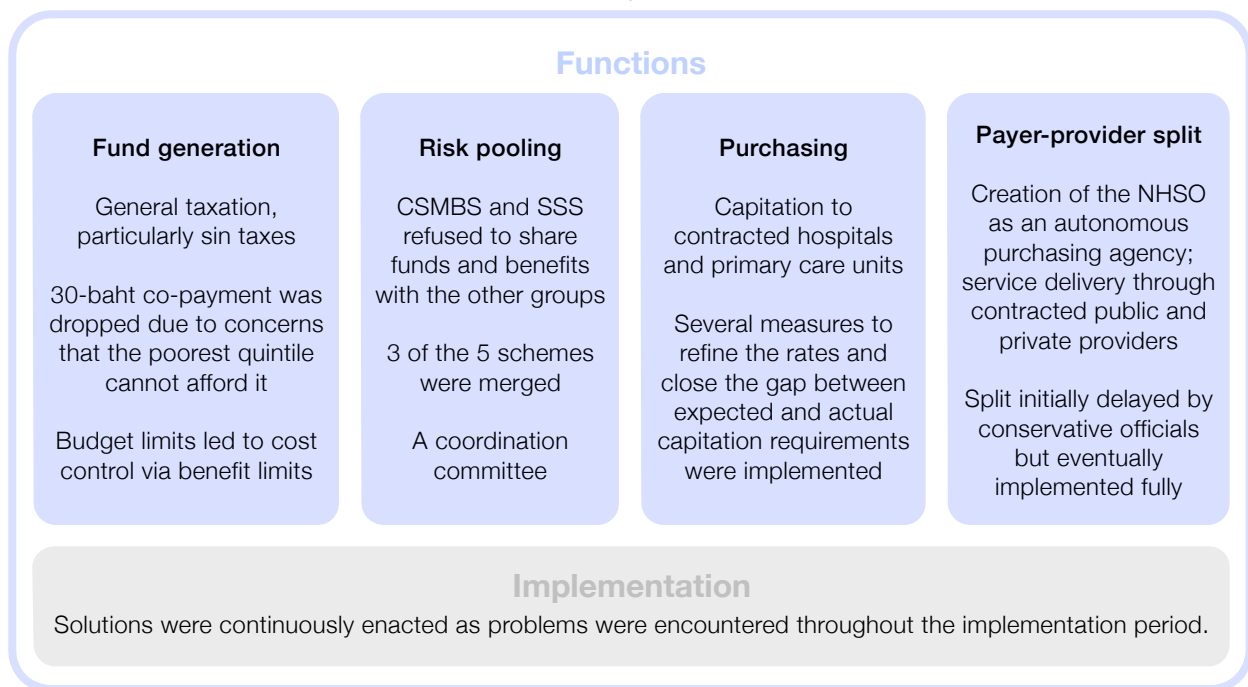 Functions
Fund generation
General taxation,
particularly sin taxes
30-baht co-payment was
dropped due to concerns
that the poorest quintile
cannot afford it
Budget limits led to cost
control via benefit limits
Risk pooling
CSMBS and SSS
refused to share
funds and benefits
with the other groups
3 of the 5 schemes
were merged
A coordination
committee
Purchasing
Capitation to
contracted hospitals
and primary care units
Several measures to
refine the rates and
close the gap between
expected and actual
capitation requirements
were implemented
Payer-provider split
Creation of the NHSO
as an autonomous
purchasing agency;
service delivery through
contracted public and
private providers
Split initially delayed by
conservative officials
but eventually
implemented fully
Implementation
Solutions were continuously enacted as problems were encountered throughout the implementation period.